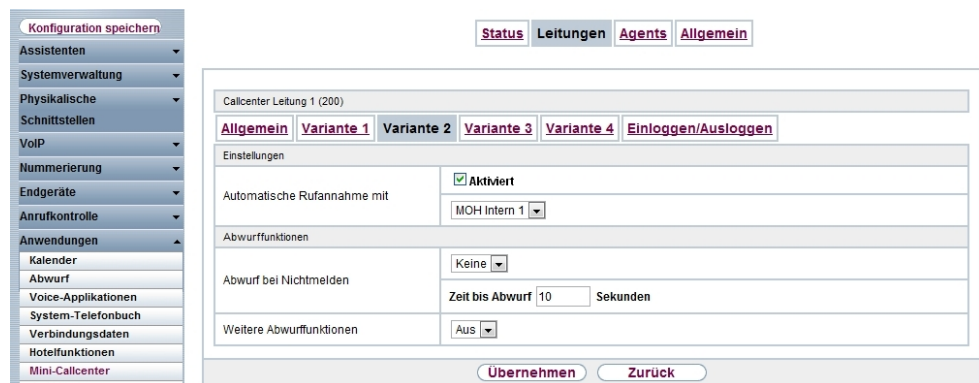 Konfiguration speichern
Assistenten
Systemverwaltung
Physikalische
Schnittstellen
VoIP
Nummerierung
Endgeräte
Anrufkontrolle
Anwendungen
Kalender
Abwurf
Voice-Applikationen
System-Telefonbuch
Verbindungsdaten
Hotelfunktionen
Mini-Callcenter
Status Leitungen Agents Allgemein
Callcenter Leitung 1 (200)
Allgemein Variante 1 Variante 2 Variante 3 Variante 4 Einloggen/Ausloggen
Einstellungen
Automatische Rufannahme mit
Aktiviert
MOH Intern 1
Abwurffunktionen
Abwurf bei Nichtmelden
Keine
Zeit bis Abwurf 10 Sekunden
Weitere Abwurffunktionen Aus
Übernehmen Zurück